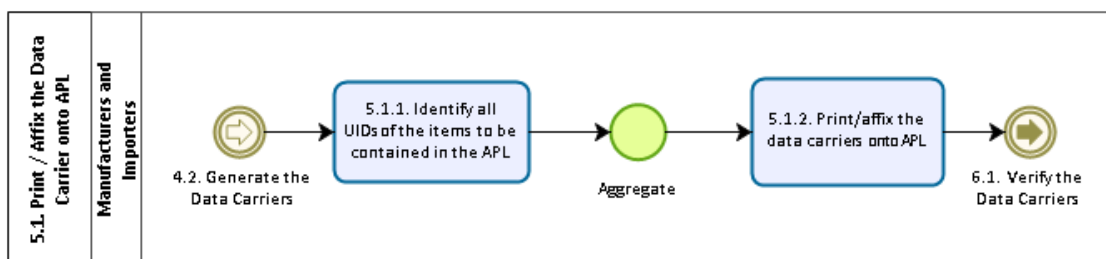 5.1. Print / Affix the Data
Carrier onto APL
Manufacturers and
Importers
4.2. Generate the
Data Carriers
5.1.1. Identify all
UIDs of the items to be
contained in the APL
Aggregate
5.1.2. Print/affix the
data carriers onto APL
6.1. Verify the
Data Carriers